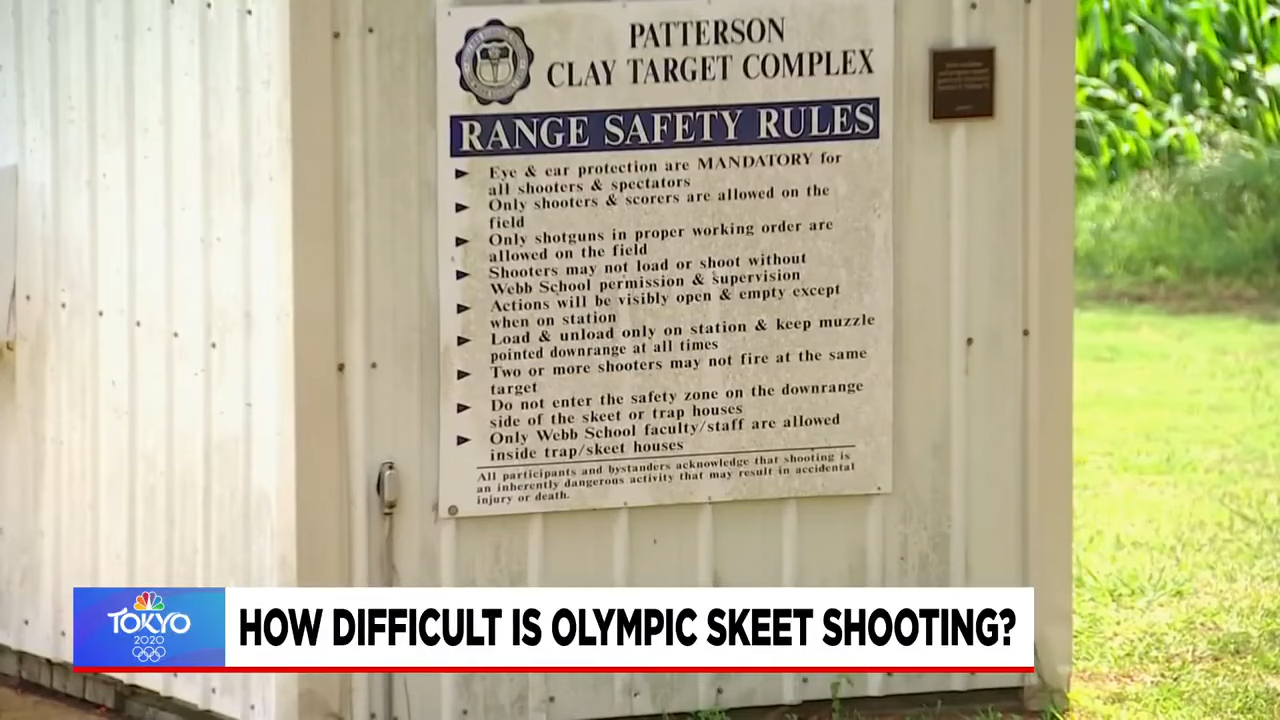 PATTERSON
CLAY TARGET COMPLEX
RANGE SAFETY RULES
Eye & ear protection are MANDATORY for
all shooters & spectators
Only shooters & scorers are allowed on the
field
Only shotguns in proper working order are
allowed on the field
Shooters may not load or shoot without
Webb School permission & supervision
Actions will be visibly open & empty except
when on station
Load & unload only on station & keep muzzle
pointed downrange at all times
Two or more shooters may not fire at the same
target
Do not enter the safety zone on the downrange
side of the skeet or trap houses
Only Webb School faculty/staff are allowed
inside trap/skeet houses
All participants and bystanders acknowledge that shooting is
an inherently dangerous activity that may result in accidental
injury or death.
TOKYO
2020
HOW DIFFICULT IS OLYMPIC SKEET SHOOTING?